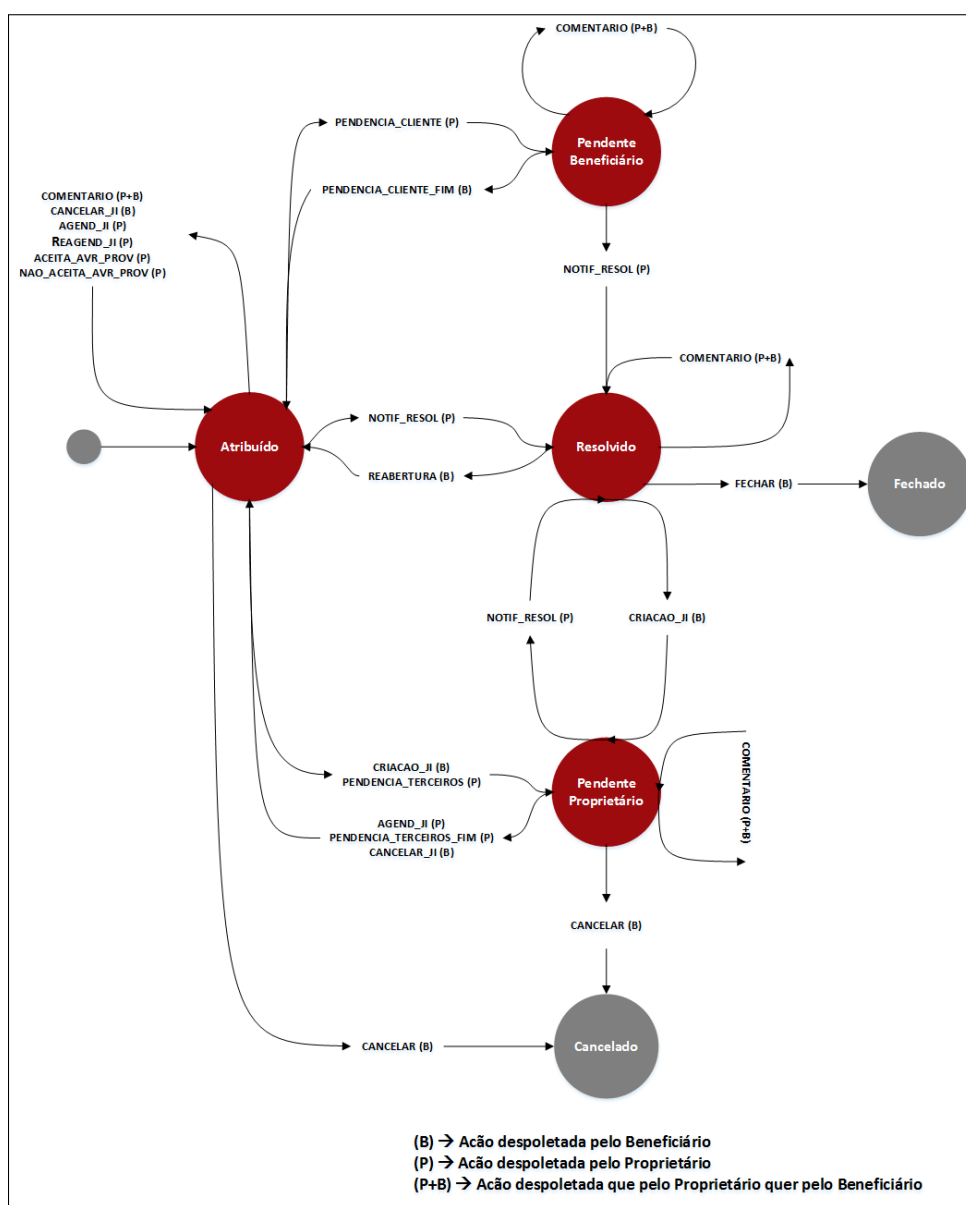 COMENTARIO (P+B)
Pendente
Beneficiário
PENDENCIA_CLIENTE (P)
PENDENCIA_CLIENTE_FIM (B)
COMENTARIO (P+B)
CANCELAR_JI (B)
AGEND_JI (P)
REAGEND_JI (P)
ACEITA_AVR_PROV (P)
NAO_ACEITA_AVR_PROV (P)
NOTIF_RESOL (P)
COMENTARIO (P+B)
Atribuído
NOTIF_RESOL (P)
REABERTURA (B)
Resolvido
FECHAR (B)
Fechado
NOTIF_RESOL (P)
CRIACAO_JI (B)
CRIACAO_JI (B)
PENDENCIA_TERCEIROS (P)
AGEND_JI (P)
PENDENCIA_TERCEIROS_FIM (P)
CANCELAR_JI (B)
Pendente
Proprietário
COMENTARIO (P+B)
CANCELAR (B)
CANCELAR (B)
Cancelado
(B) → Acão despoletada pelo Beneficiário
(P) → Acão despoletada pelo Proprietário
(P+B) → Acão despoletada que pelo Proprietário quer pelo Beneficiário